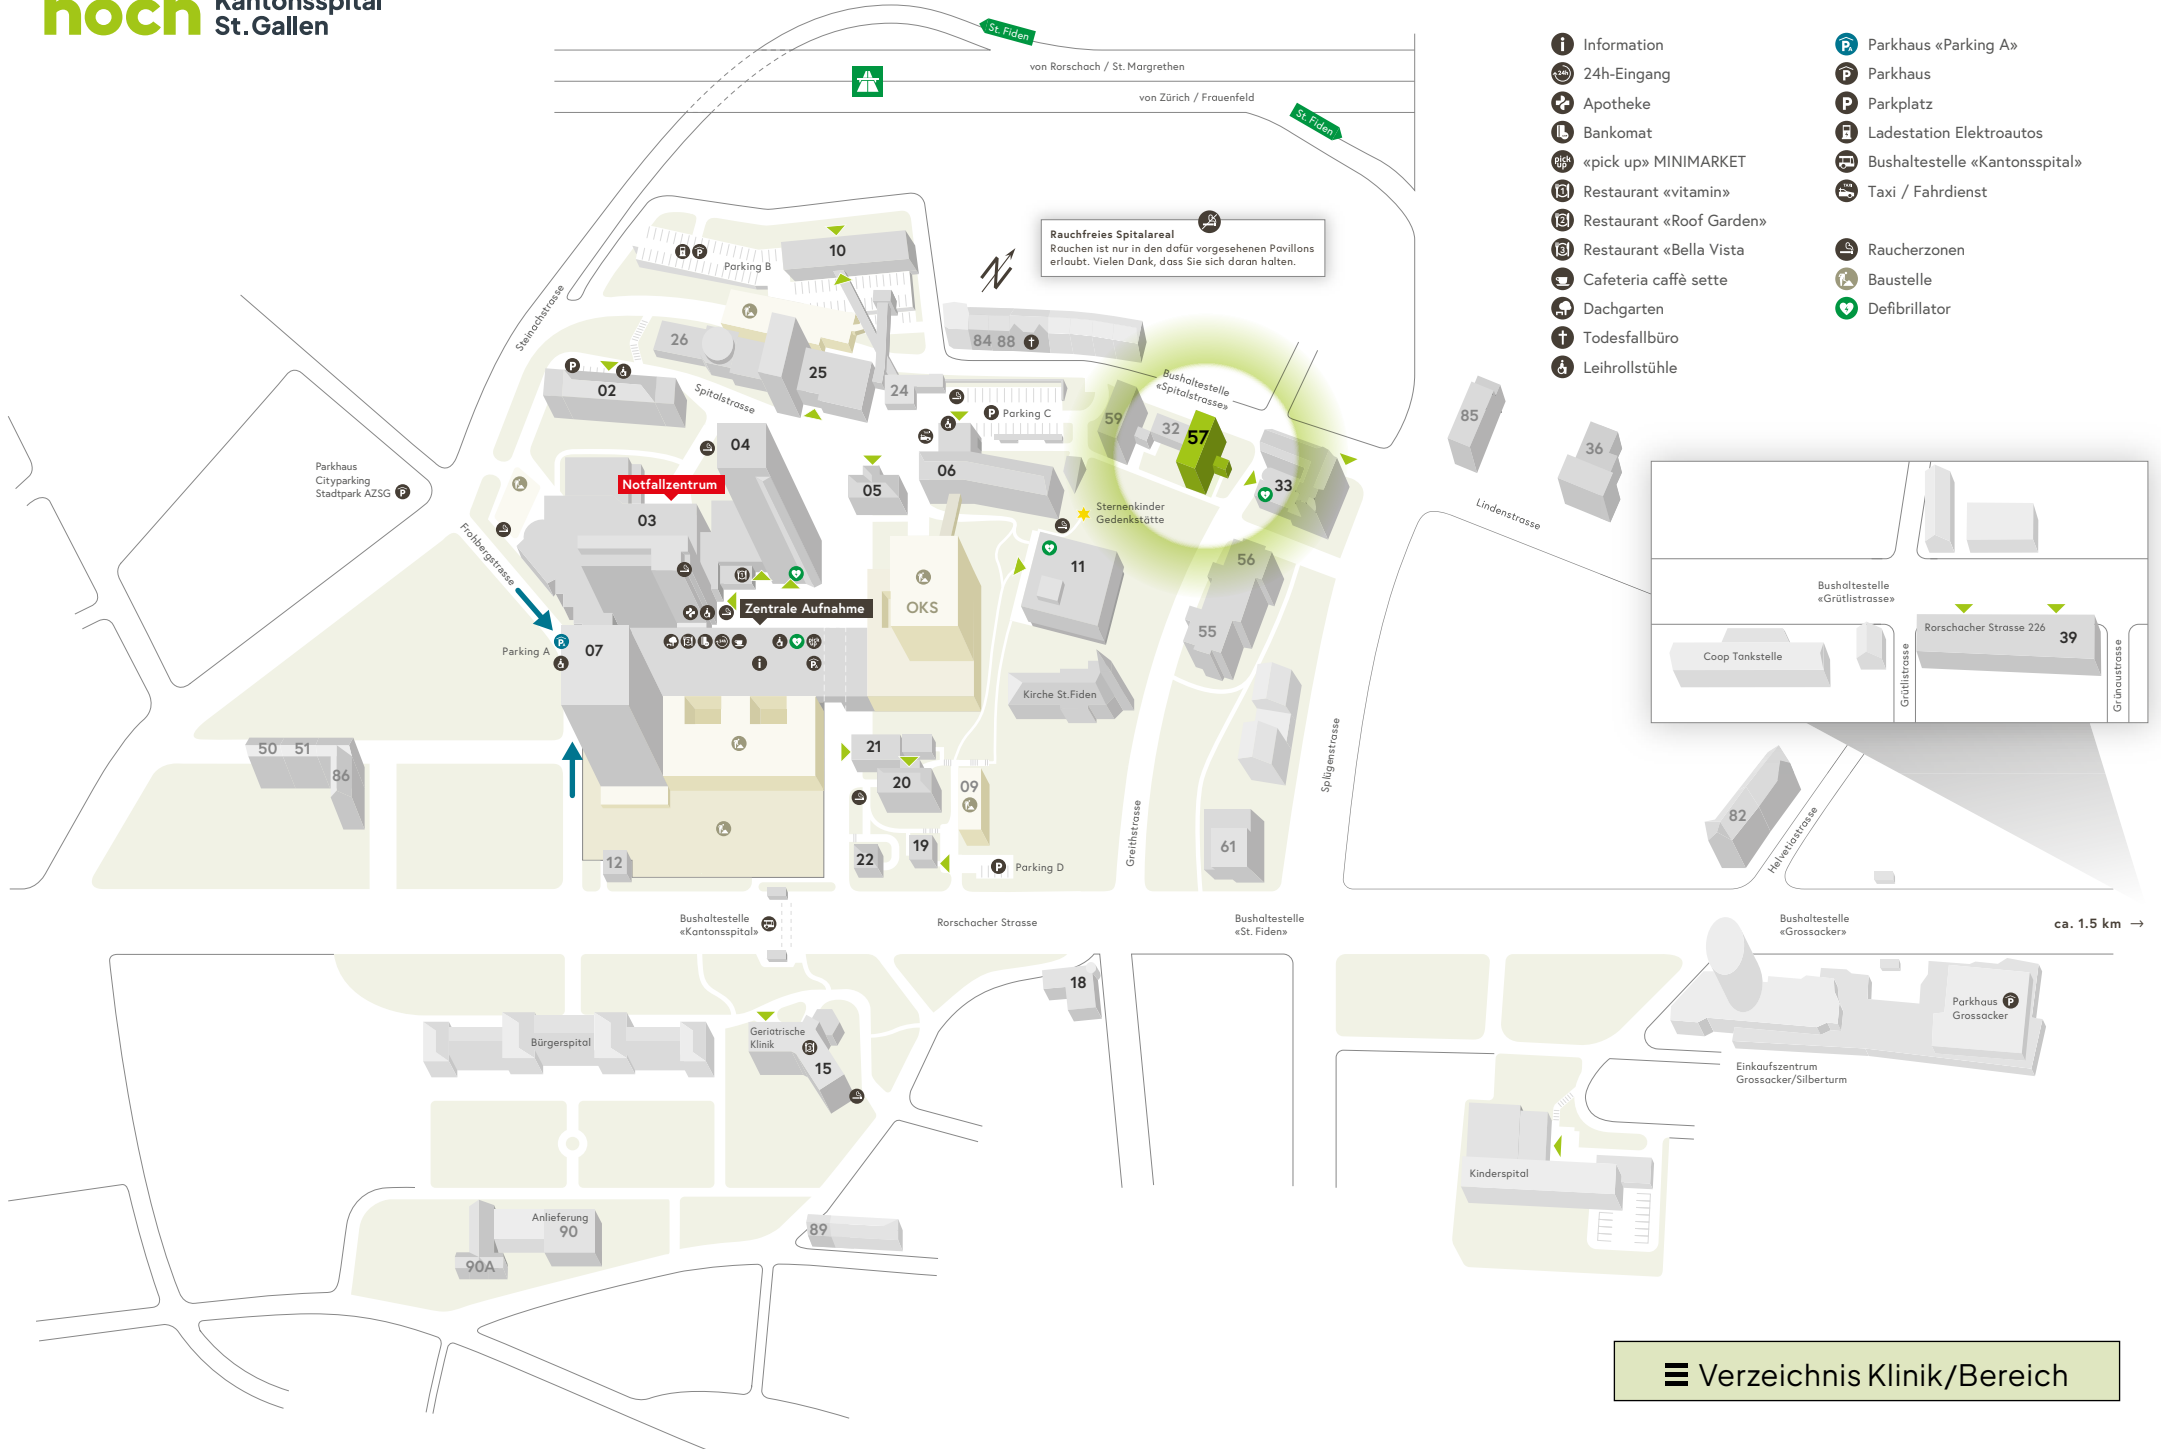 noch
Kantonsspital
St.Gallen
St. Fiden
von Rorschach / St. Margrethen
von Zürich / Frauenfeld
St. Fiden
Information
24h-Eingang
Apotheke
Bankomat
«pick up» MINIMARKET
Restaurant «vitamin»
Restaurant «Roof Garden»
Restaurant «Bella Vista
Cafeteria caffè sette
Dachgarten
Todesfallbüro
Leihrollstühle
Parkhaus «Parking A»
Parkhaus
Parkplatz
Ladestation Elektroautos
Bushaltestelle «Kantonsspital»
Taxi / Fahrdienst
Raucherzonen
Baustelle
Defibrillator
Rauchfreies Spitalareal
Rauchen ist nur in den dafür vorgesehenen Pavillons
erlaubt. Vielen Dank, dass Sie sich daran halten.
N
10
Parking B
Steinachstrasse
26
25
24
84 88
02
Spitalstrasse
Parking C
Bushaltestelle
«Spitalstrasse»
59
32
57
33
85
36
Lindenstrasse
04
06
05
Parkhaus
Cityparking
Stadtpark AZSG
Notfallzentrum
03
Sternenkinder
Gedenkstätte
Frohbergstrasse
11
56
55
OKS
Zentrale Aufnahme
Parking A
07
Kirche St.Fiden
Bushaltestelle
«Grütlistrasse»
Rorschacher Strasse 226
39
Coop Tankstelle
Grütlistrasse
Grünaustrasse
50
51
86
21
20
09
Splügenstrasse
Greithstrasse
82
Helvetiastrasse
12
22
19
Parking D
61
Bushaltestelle
«Kantonsspital»
Rorschacher Strasse
Bushaltestelle
«St. Fiden»
Bushaltestelle
«Grossacker»
ca. 1.5 km →
18
Parkhaus
Grossacker
Bürgerspital
Geriatrische
Klinik
15
Einkaufszentrum
Grossacker/Silberturm
Kinderspital
Anlieferung
90
90A
89
Verzeichnis Klinik/Bereich